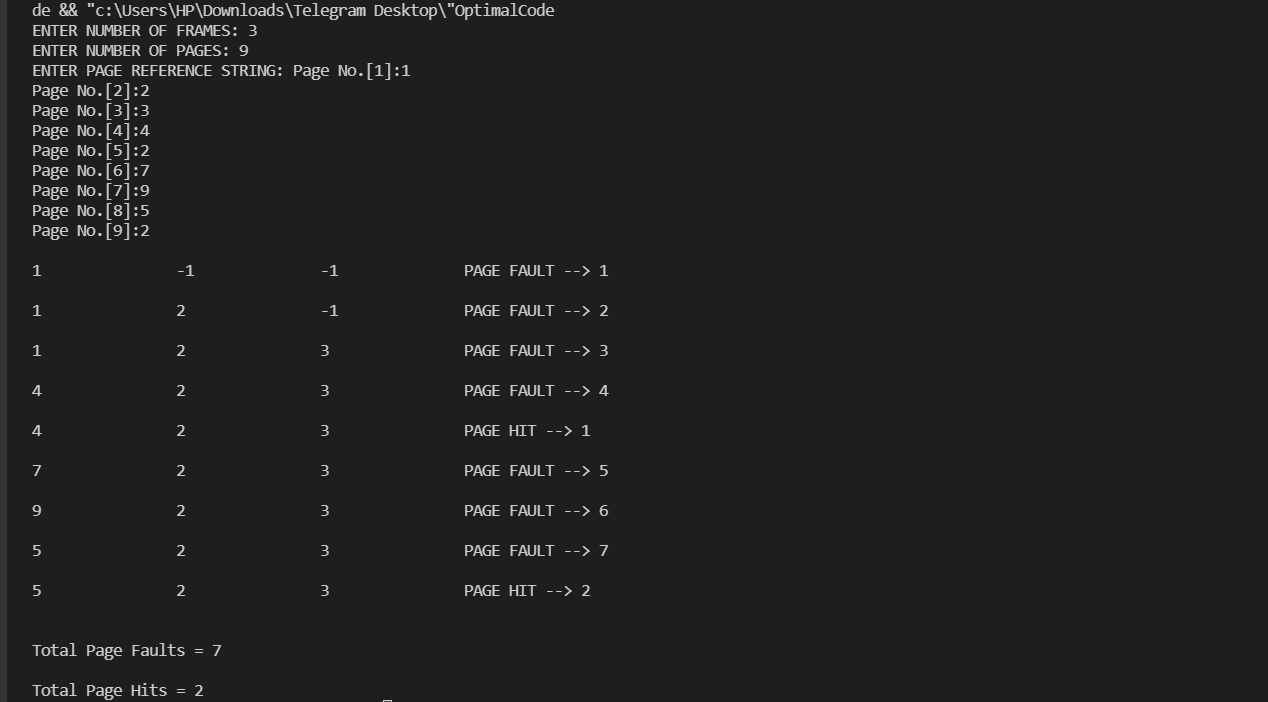 de && "c:\Users\HP\Downloads\Telegram Desktop\"OptimalCode
ENTER NUMBER OF FRAMES: 3
ENTER NUMBER OF PAGES: 9
ENTER PAGE REFERENCE STRING: Page No.[1]:1
Page No.[2]:2
Page No.[3]:3
Page No.[4]:4
Page No.[5]:2
Page No.[6]:7
Page No.[7]:9
Page No.[8]:5
Page No.[9]:2
1 -1 -1 PAGE FAULT --> 1
1 2 -1 PAGE FAULT --> 2
1 2 3 PAGE FAULT --> 3
4 2 3 PAGE FAULT --> 4
4 2 3 PAGE HIT --> 1
7 2 3 PAGE FAULT --> 5
9 2 3 PAGE FAULT --> 6
5 2 3 PAGE FAULT --> 7
5 2 3 PAGE HIT --> 2
Total Page Faults = 7
Total Page Hits = 2